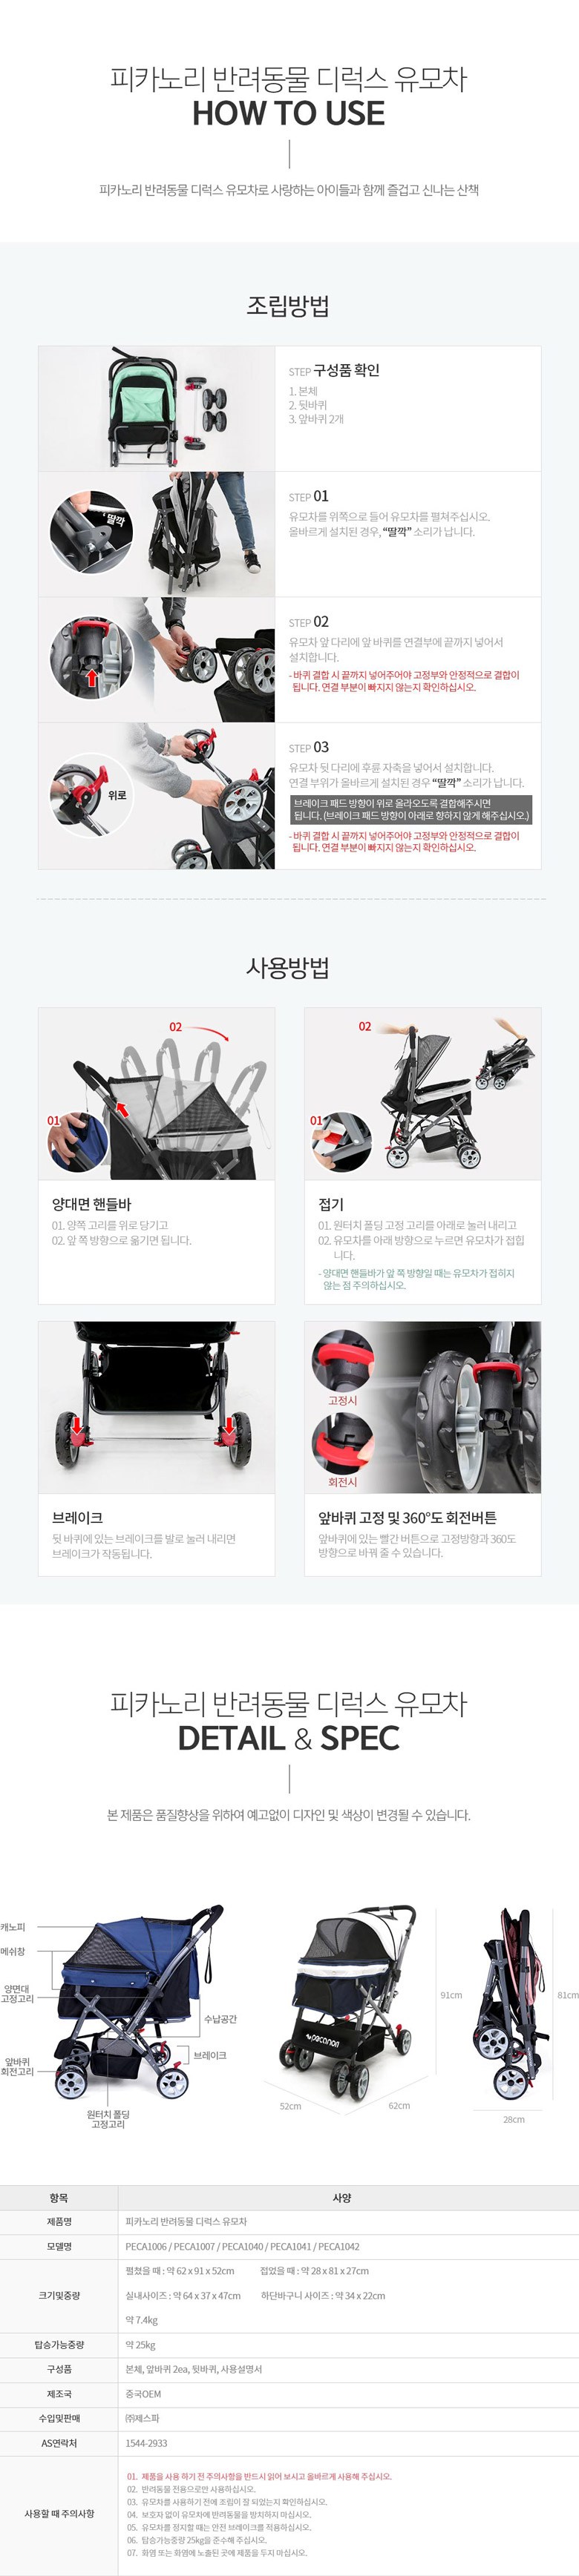 피카노리 반려동물 디럭스 유모차
HOW TO USE
피카노리 반려동물 디럭스 유모차로 사랑하는 아이들과 함께 즐겁고 신나는 산책
조립방법
STEP 구성품 확인
1. 본체
2. 뒷바퀴
3. 앞바퀴 2개
‘딸깍’
STEP 01
유모차를 위쪽으로 들어 유모차를 펼쳐주십시오.
올바르게 설치된 경우, “딸깍” 소리가 납니다.
STEP 02
유모차 앞 다리에 앞 바퀴를 연결부에 끝까지 넣어서
설치합니다.
- 바퀴 결합 시 끝까지 넣어주어야 고정부와 안정적으로 결합이
됩니다. 연결 부분이 빠지지 않는지 확인하십시오.
위로
STEP 03
유모차 뒷 다리에 후륜 자축을 넣어서 설치합니다.
연결 부위가 올바르게 설치된 경우 “딸깍” 소리가 납니다.
브레이크 패드 방향이 위로 올라오도록 결합해주시면
됩니다. (브레이크 패드 방향이 아래로 향하지 않게 해주십시오.)
- 바퀴 결합 시 끝까지 넣어주어야 고정부와 안정적으로 결합이
됩니다. 연결 부분이 빠지지 않는지 확인하십시오.
사용방법
02
01
양대면 핸들바
01. 양쪽 고리를 위로 당기고
02. 앞 쪽 방향으로 옮기면 됩니다.
02
01
접기
01. 원터치 폴딩 고정 고리를 아래로 눌러 내리고
02. 유모차를 아래 방향으로 누르면 유모차가 접힙
니다.
- 양대면 핸들바가 앞 쪽 방향일 때는 유모차가 접히지
않는 점 주의하십시오.
브레이크
뒷 바퀴에 있는 브레이크를 발로 눌러 내리면
브레이크가 작동됩니다.
고정시
회전시
앞바퀴 고정 및 360°도 회전버튼
앞바퀴에 있는 빨간 버튼으로 고정방향과 360도
방향으로 바꿔 줄 수 있습니다.
피카노리 반려동물 디럭스 유모차
DETAIL & SPEC
본 제품은 품질향상을 위하여 예고없이 디자인 및 색상이 변경될 수 있습니다.
캐노피
메쉬창
양면대
고정고리
앞바퀴
회전고리
원터치 폴딩
고정고리
수납공간
브레이크
pecanori
91cm
52cm
62cm
81cm
28cm
항목 사양
제품명 피카노리 반려동물 디럭스 유모차
모델명 PECA1006 / PECA1007 / PECA1040 / PECA1041 / PECA1042
크기및중량 펼쳤을 때 : 약 62 x 91 x 52cm 접었을 때 : 약 28 x 81 x 27cm
실내사이즈 : 약 64 x 37 x 47cm 하단바구니 사이즈 : 약 34 x 22cm
약 7.4kg
탑승가능중량 약 25kg
구성품 본체, 앞바퀴 2ea, 뒷바퀴, 사용설명서
제조국 중국OEM
수입및판매 ㈜제스파
AS연락처 1544-2933
사용할 때 주의사항
01. 제품을 사용 하기 전 주의사항을 반드시 읽어 보시고 올바르게 사용해 주십시오.
02. 반려동물 전용으로만 사용하십시오.
03. 유모차를 사용하기 전에 조립이 잘 되었는지 확인하십시오.
04. 보호자 없이 유모차에 반려동물을 방치하지 마십시오.
05. 유모차를 정지할 때는 안전 브레이크를 적용하십시오.
06. 탑승가능중량 25kg을 준수해 주십시오.
07. 화염 또는 화염에 노출된 곳에 제품을 두지 마십시오.